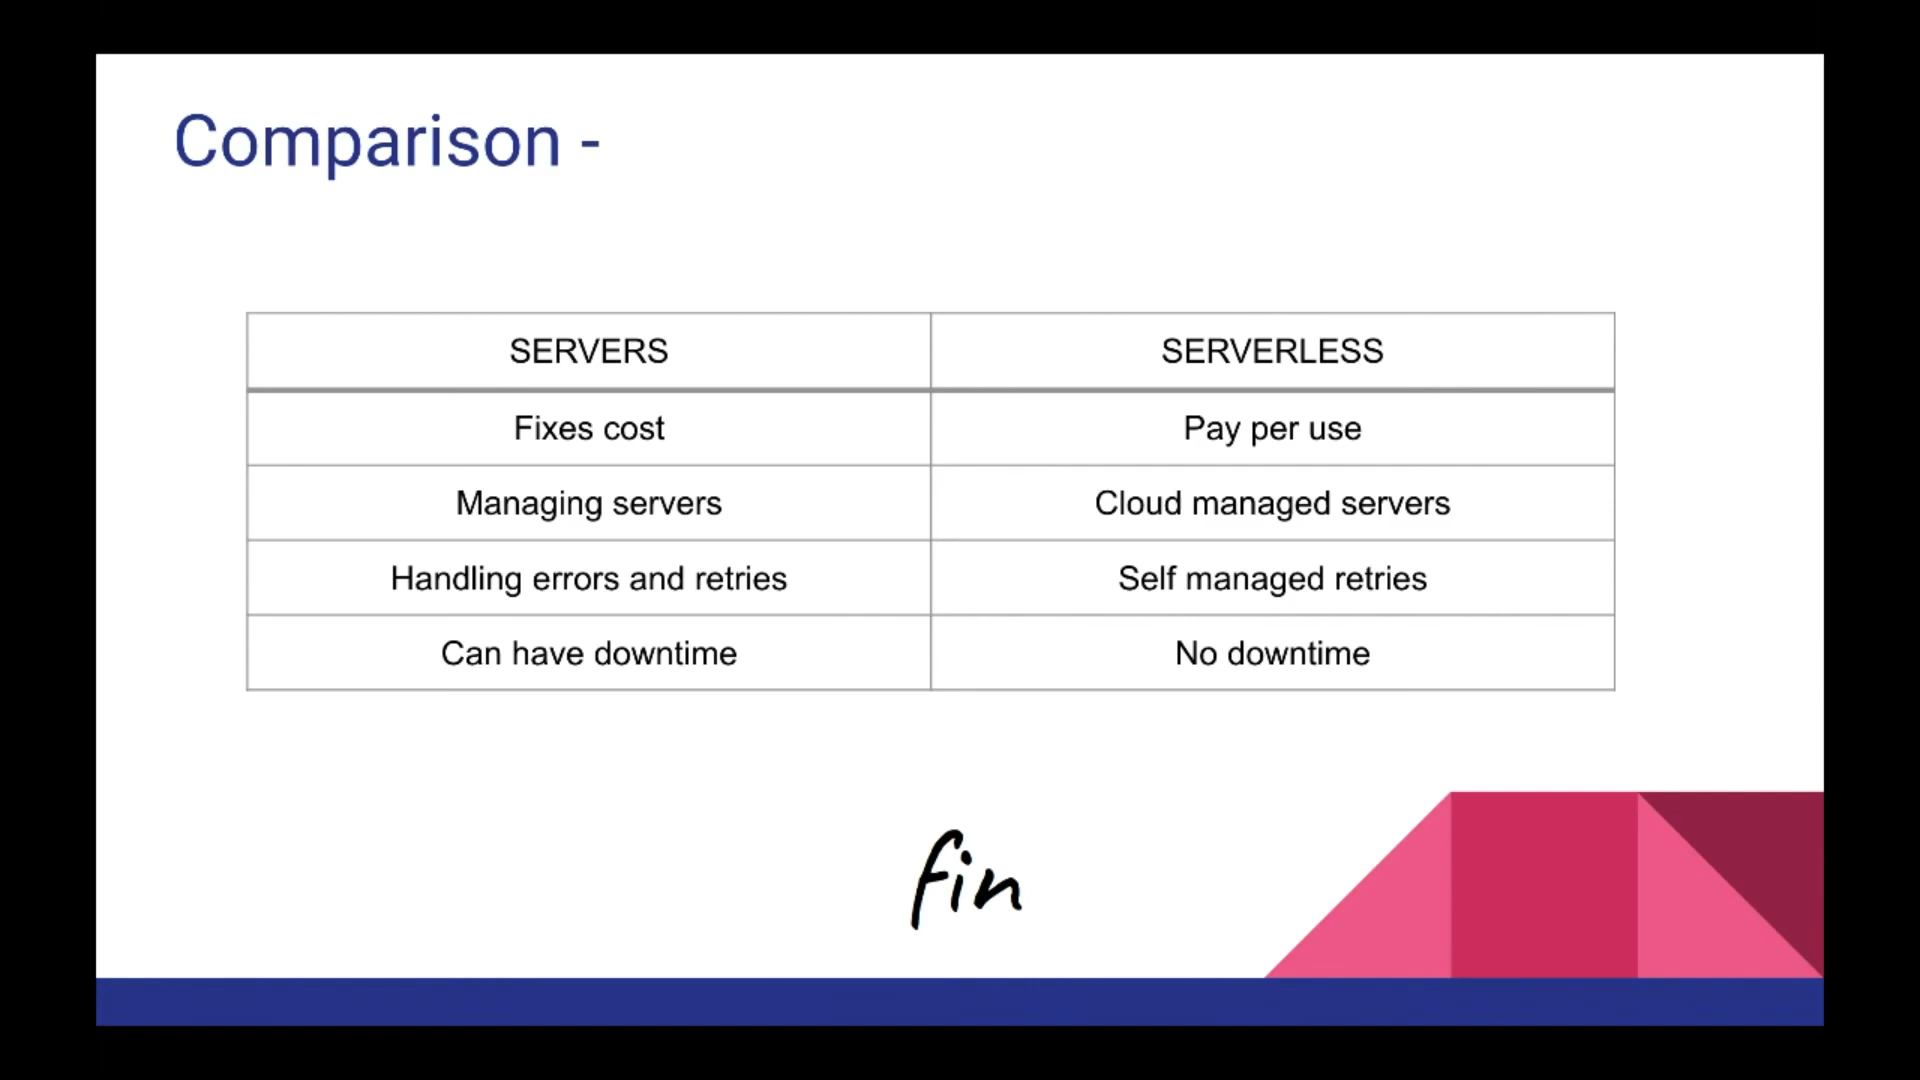 Comparison -
SERVERS SERVERLESS
Fixes cost Pay per use
Managing servers Cloud managed servers
Handling errors and retries Self managed retries
Can have downtime No downtime
fin